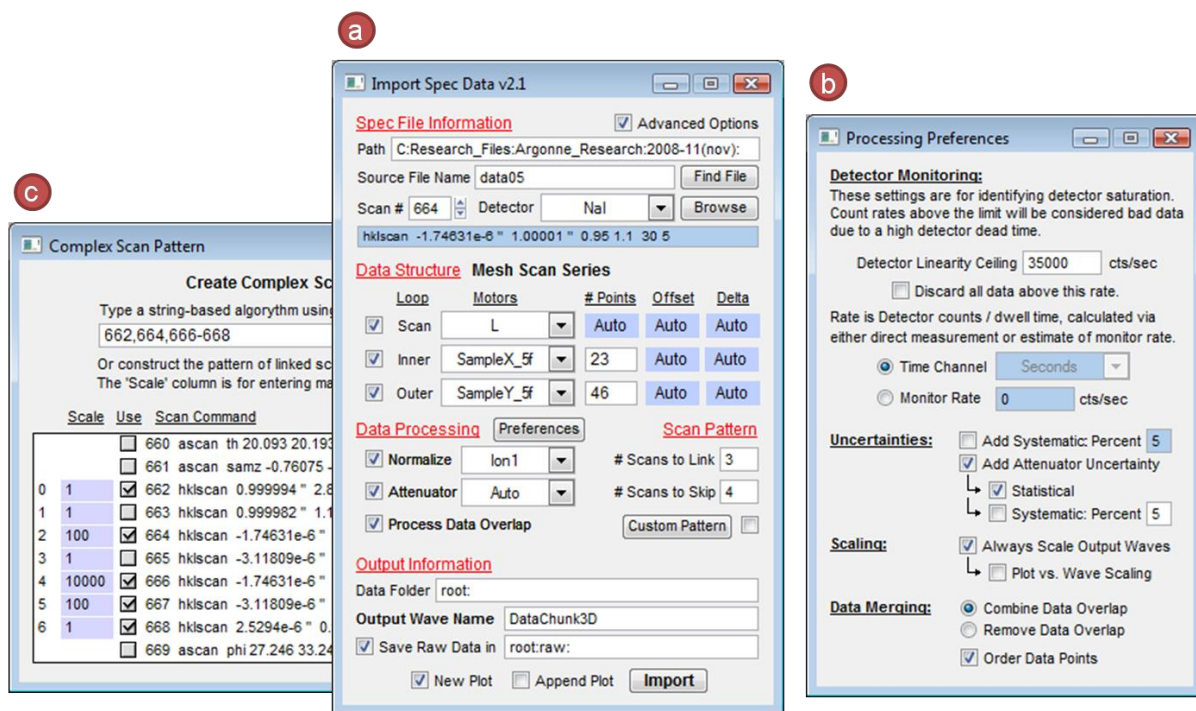 a
Import Spec Data v2.1
Spec File Information
Advanced Options
Path C:Research_Files:Argonne_Research:2008-11(nov):
Source File Name data05 Find File
Scan # 664 Detector NaI Browse
hklscan -1.74631e-6 " 1.00001 " 0.95 1.1 30 5
Data Structure Mesh Scan Series
Loop Motors # Points Offset Delta
Scan L Auto Auto Auto
Inner SampleX_5f 23 Auto Auto
Outer SampleY_5f 46 Auto Auto
Data Processing Preferences Scan Pattern
Normalize Ion1 # Scans to Link 3
Attenuator Auto # Scans to Skip 4
Process Data Overlap Custom Pattern
Output Information
Data Folder root:
Output Wave Name DataChunk3D
Save Raw Data in root:raw:
New Plot Append Plot Import
b
Processing Preferences
Detector Monitoring:
These settings are for identifying detector saturation.
Count rates above the limit will be considered bad data
due to a high detector dead time.
Detector Linearity Ceiling 35000 cts/sec
Discard all data above this rate.
Rate is Detector counts / dwell time, calculated via
either direct measurement or estimate of monitor rate.
Time Channel Seconds
Monitor Rate 0 cts/sec
Uncertainties: Add Systematic: Percent 5
Add Attenuator Uncertainty
Statistical
Systematic: Percent 5
Scaling: Always Scale Output Waves
Plot vs. Wave Scaling
Data Merging: Combine Data Overlap
Remove Data Overlap
Order Data Points
c
Complex Scan Pattern
Create Complex Sc
Type a string-based algorythm using
662,664,666-668
Or construct the pattern of linked sc
The 'Scale' column is for entering ma
Scale Use Scan Command
660 ascan th 20.093 20.193
661 ascan samz -0.76075 -
0 1 662 hklscan 0.999994 " 2.8
1 1 663 hklscan 0.999982 " 1.1
2 100 664 hklscan -1.74631e-6 "
3 1 665 hklscan -3.11809e-6 "
4 10000 666 hklscan -1.74631e-6 "
5 100 667 hklscan -3.11809e-6 "
6 1 668 hklscan 2.5294e-6 " 0.
669 ascan phi 27.246 33.24